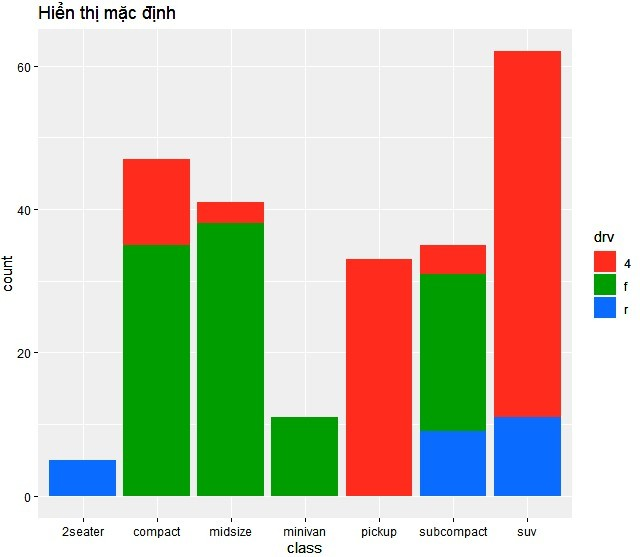 Hiển thị mặc định
count
60
40
20
0
2seater compact midsize minivan pickup subcompact suv
class
drv
4
f
r